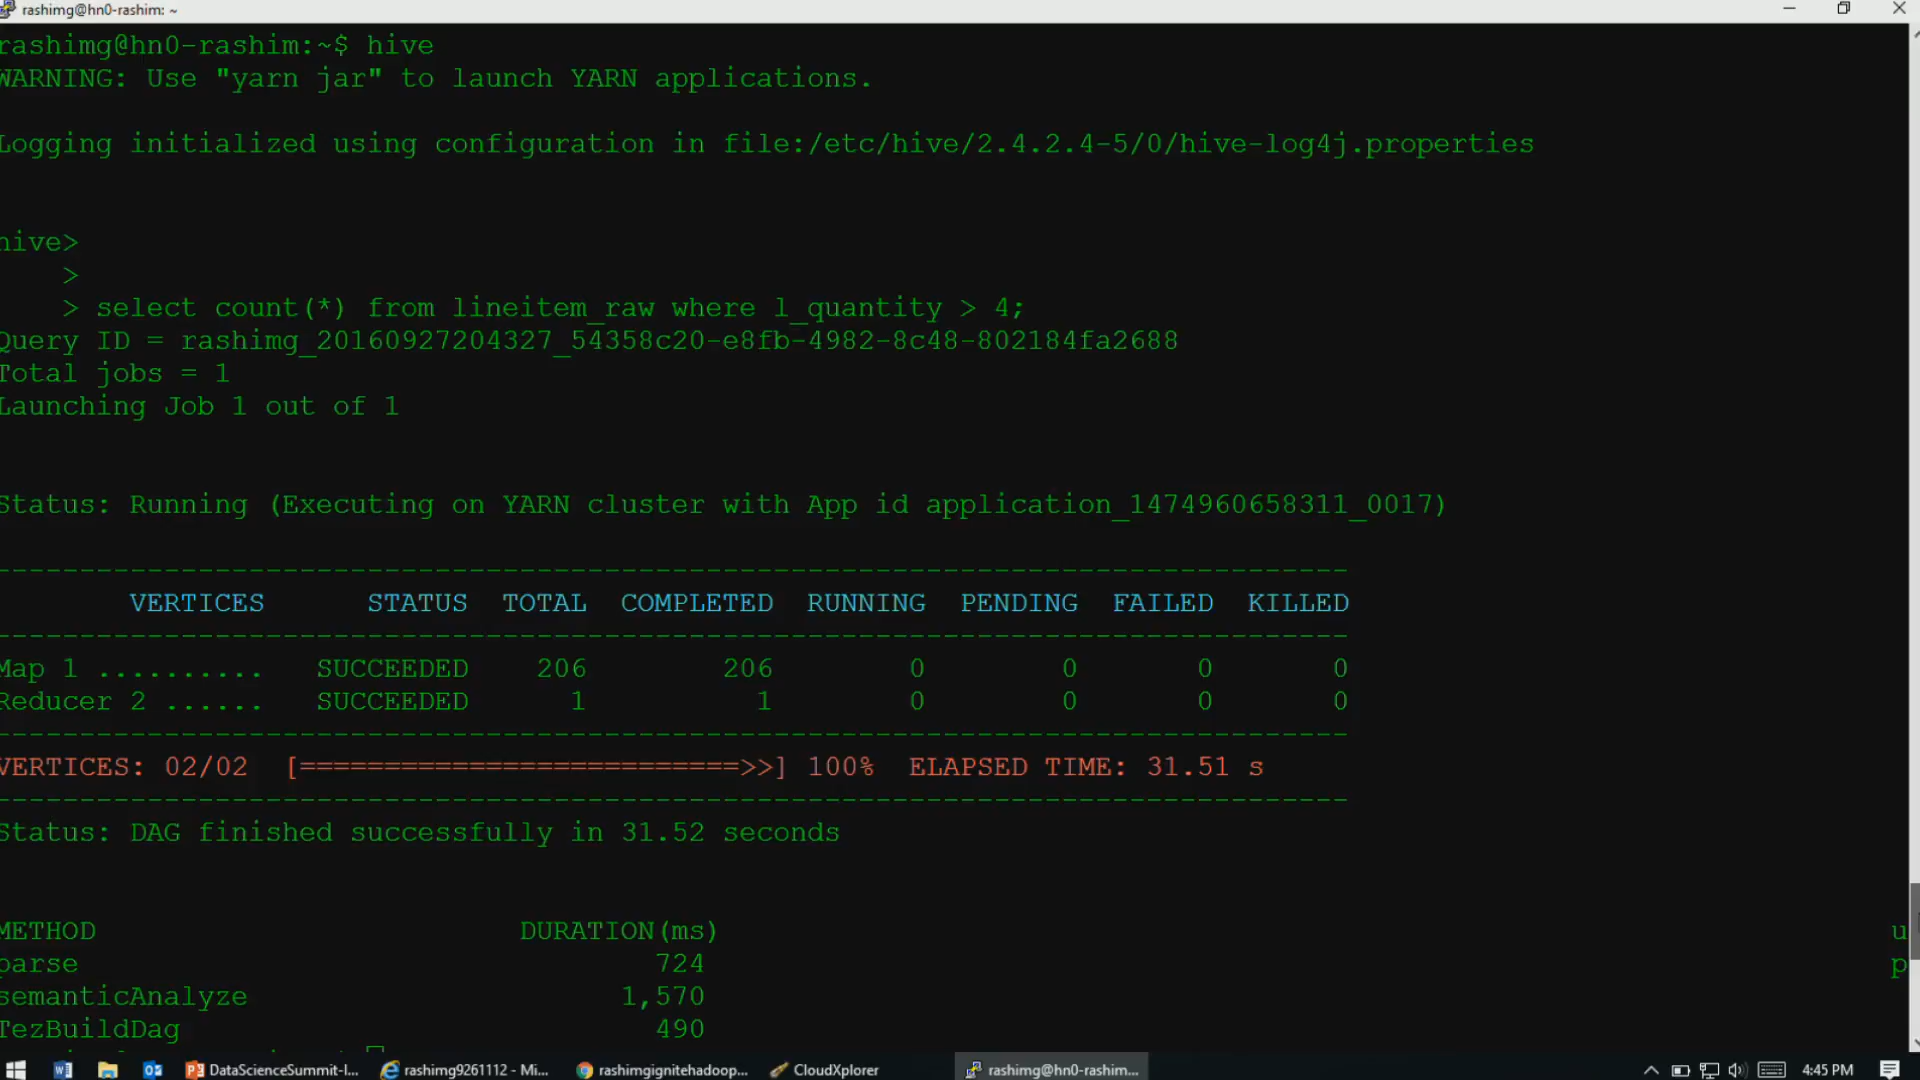 rashimg@hn0-rashim: ~
rashimg@hn0-rashim:~$ hive
WARNING: Use "yarn jar" to launch YARN applications.
Logging initialized using configuration in file:/etc/hive/2.4.2.4-5/0/hive-log4j.properties
hive>
    >
    > select count(*) from lineitem_raw where l_quantity > 4;
Query ID = rashimg_20160927204327_54358c20-e8fb-4982-8c48-802184fa2688
Total jobs = 1
Launching Job 1 out of 1
Status: Running (Executing on YARN cluster with App id application_1474960658311_0017)
--------------------------------------------------------------------------------
VERTICES STATUS TOTAL COMPLETED RUNNING PENDING FAILED KILLED
--------------------------------------------------------------------------------
Map 1 .......... SUCCEEDED 206 206 0 0 0 0
Reducer 2 ...... SUCCEEDED 1 1 0 0 0 0
--------------------------------------------------------------------------------
VERTICES: 02/02 [==========================>>] 100% ELAPSED TIME: 31.51 s
--------------------------------------------------------------------------------
Status: DAG finished successfully in 31.52 seconds
METHOD DURATION(ms) u
parse 724 p
semanticAnalyze 1,570
TezBuildDag 490
DataScienceSummit-I... rashimg9261112 - Mi... rashimgignitehadoop... CloudXplorer rashimg@hn0-rashim... 4:45 PM